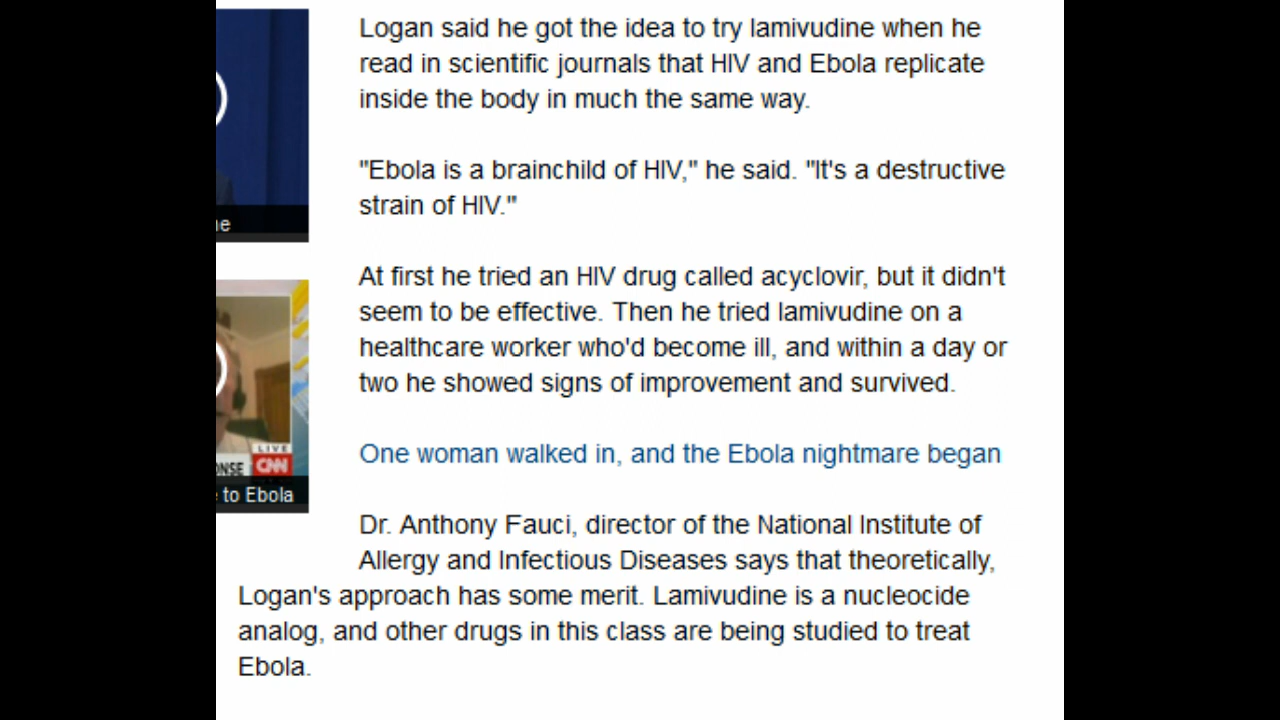 Logan said he got the idea to try lamivudine when he
read in scientific journals that HIV and Ebola replicate
inside the body in much the same way.
"Ebola is a brainchild of HIV," he said. "It's a destructive
strain of HIV."
At first he tried an HIV drug called acyclovir, but it didn't
seem to be effective. Then he tried lamivudine on a
healthcare worker who'd become ill, and within a day or
two he showed signs of improvement and survived.
One woman walked in, and the Ebola nightmare began
Dr. Anthony Fauci, director of the National Institute of
Allergy and Infectious Diseases says that theoretically,
Logan's approach has some merit. Lamivudine is a nucleocide
analog, and other drugs in this class are being studied to treat
Ebola.
LIVE
CNN
to Ebola